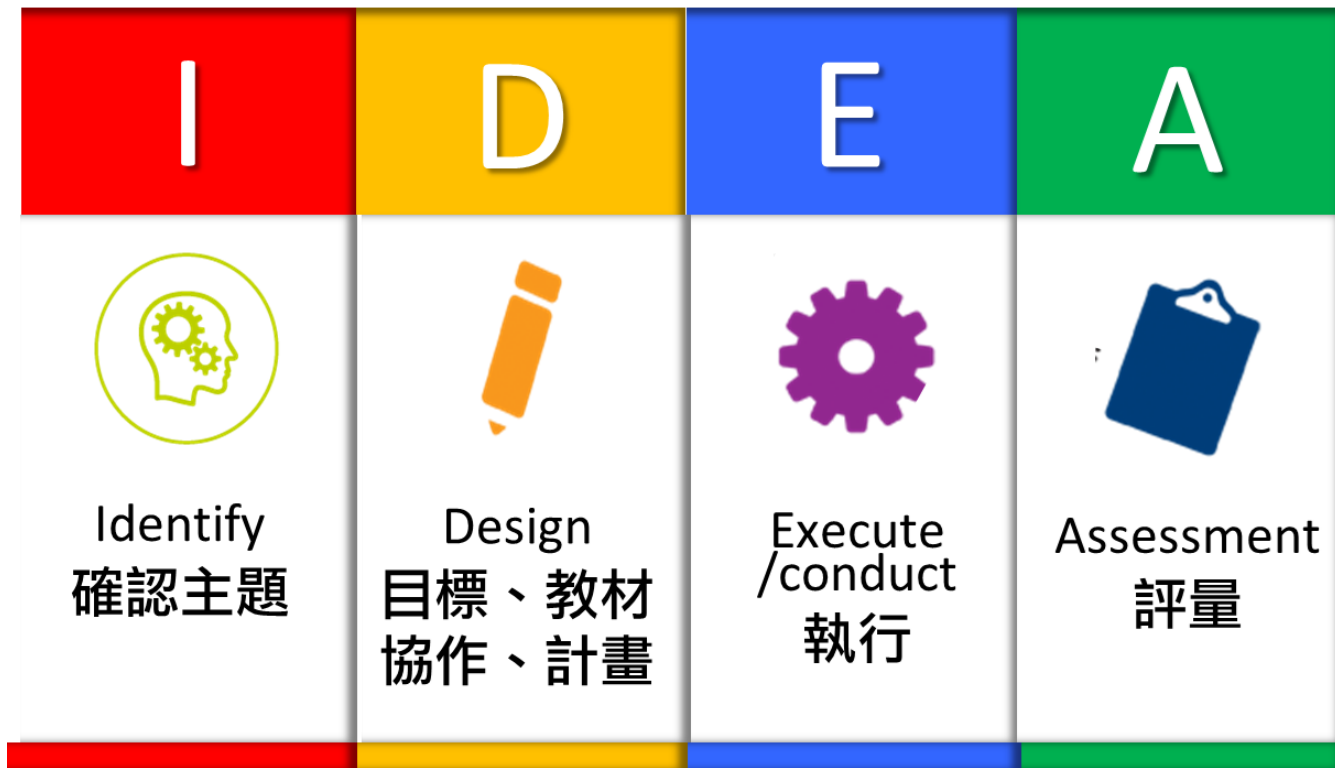 I
D
E
A
Identify
確認主題
Design
目標、教材
協作、計畫
Execute
/conduct
執行
Assessment
評量